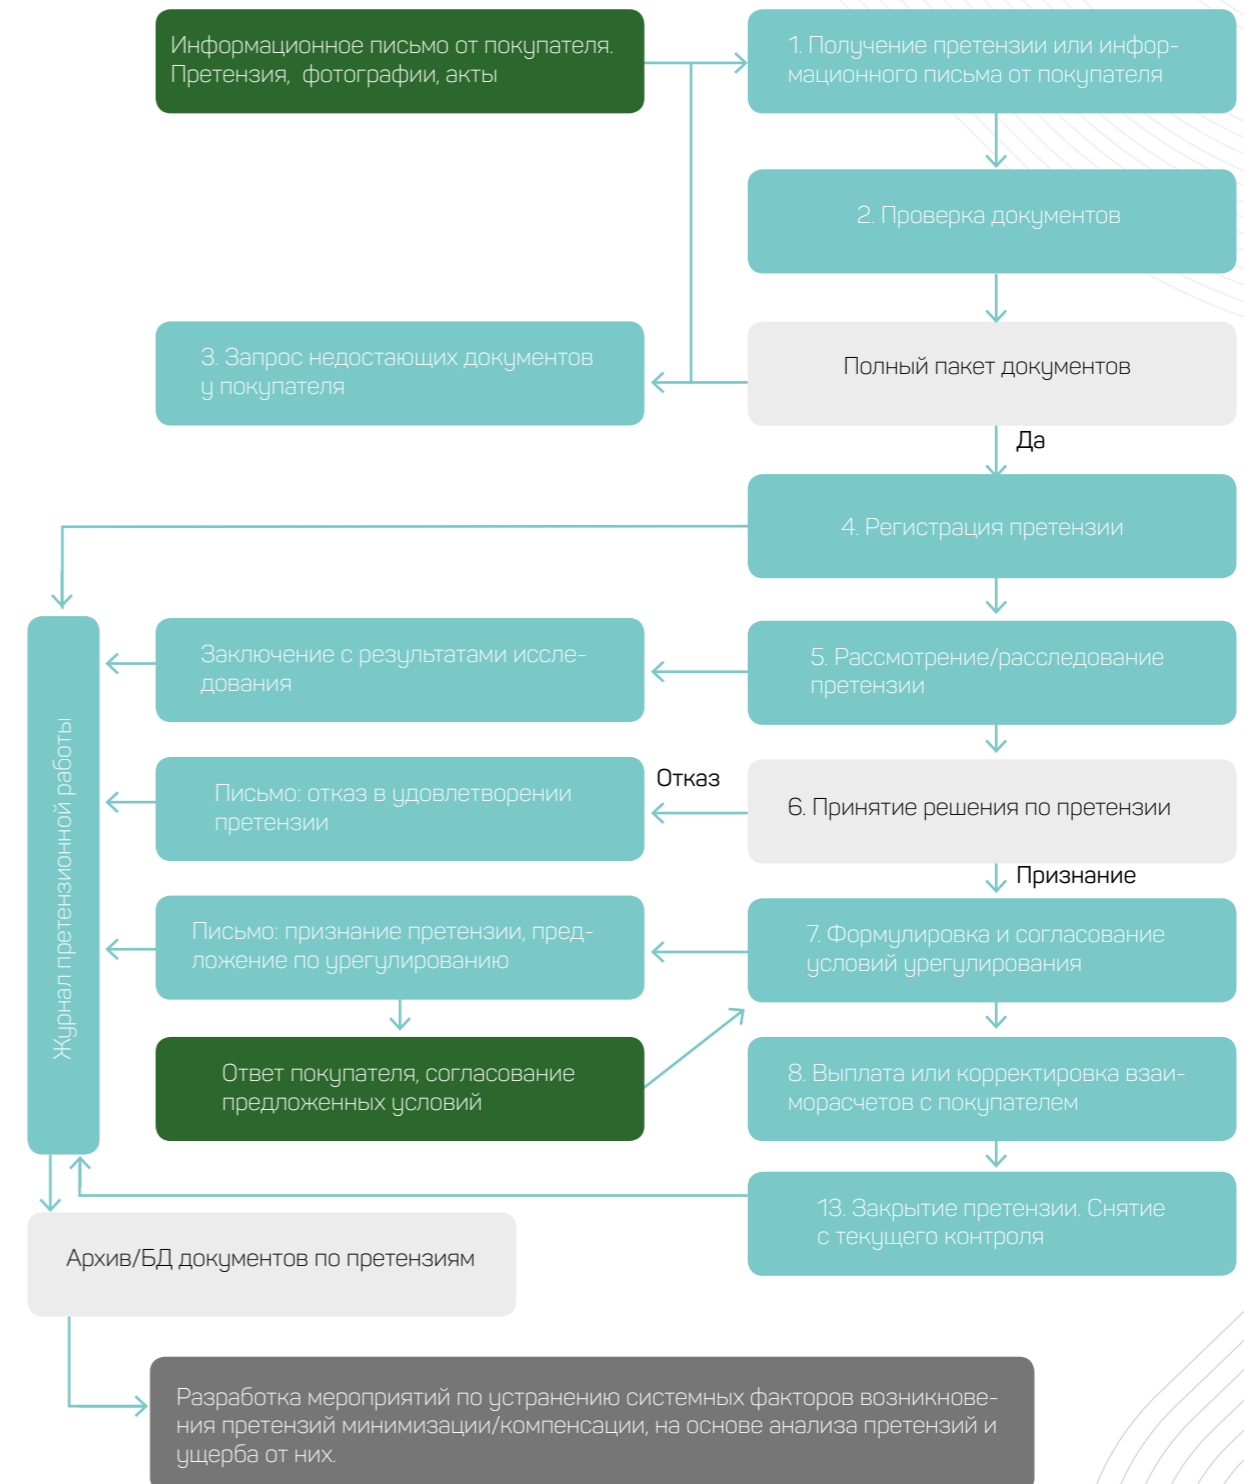 Информационное письмо от покупателя.
Претензия, фотографии, акты
1. Получение претензии или инфор-
мационного письма от покупателя
2. Проверка документов
3. Запрос недостающих документов
у покупателя
Полный пакет документов
Да
4. Регистрация претензии
Журнал претензионной работы
Заключение с результатами иссле-
дования
5. Рассмотрение/расследование
претензии
Письмо: отказ в удовлетворении
претензии
Отказ
6. Принятие решения по претензии
Признание
Письмо: признание претензии, пред-
ложение по урегулированию
7. Формулировка и согласование
условий урегулирования
Ответ покупателя, согласование
предложенных условий
8. Выплата или корректировка взаи-
морасчетов с покупателем
13. Закрытие претензии. Снятие
с текущего контроля
Архив/БД документов по претензиям
Разработка мероприятий по устранению системных факторов возникнове-
ния претензий минимизации/компенсации, на основе анализа претензий и
ущерба от них.